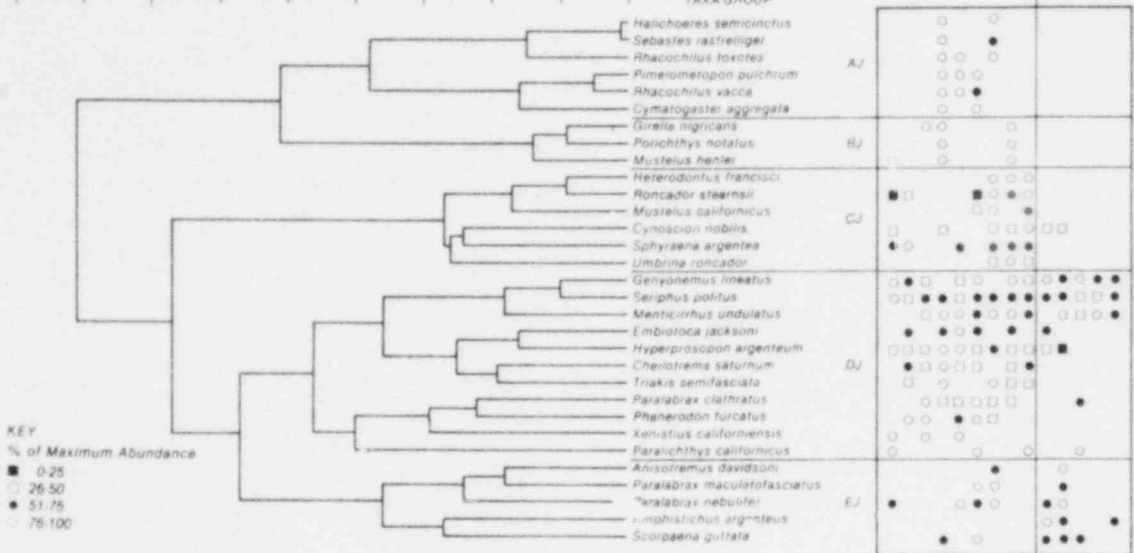 TAXA GROUP
Halichoeres semicinctus
Sebastes rastrelliger
Rhacochilus toxotes
AJ
Pimelometopon pulchrum
Rhacochilus vacca
Cymatogaster aggregata
Girella nigricans
Porichthys notatus
BJ
Mustelus henlei
Heterodontus francisci
Roncador stearnsii
Mustelus californicus
CJ
Cynoscion nobilis
Sphyraena argentea
Umbrina roncador
Genyonemus lineatus
Seriphus politus
Menticirrhus undulatus
Embiotoca jacksoni
Hyperprosopon argenteum
DJ
Cheilotrema saturnum
Triakis semifasciata
Paralabrax clathratus
Phanerodon furcatus
Xenistius californiensis
Paralichthys californicus
Anisotremus davidsoni
Paralabrax maculatofasciatus
Paralabrax nebulifer
EJ
Amphistichus argenteus
Scorpaena guttata
KEY
% of Maximum Abundance
0-25
26-50
51-75
76-100